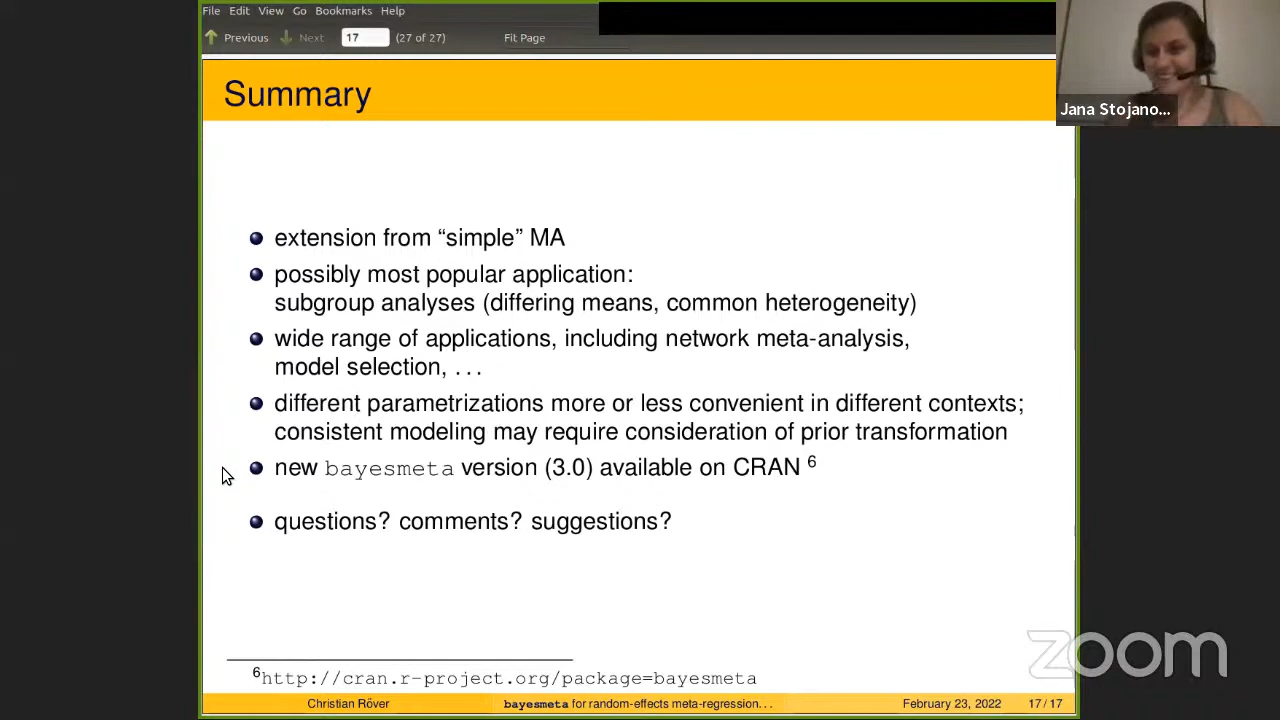 File Edit View Go Bookmarks Help
Previous Next 17 (27 of 27) Fit Page
Jana Stojano...
Summary
extension from “simple” MA
possibly most popular application:
subgroup analyses (differing means, common heterogeneity)
wide range of applications, including network meta-analysis,
model selection, . . .
different parametrizations more or less convenient in different contexts;
consistent modeling may require consideration of prior transformation
new bayesmeta version (3.0) available on CRAN 6
questions? comments? suggestions?
zoom
6http://cran.r-project.org/package=bayesmeta
Christian Röver bayesmeta for random-effects meta-regression... February 23, 2022 17 / 17